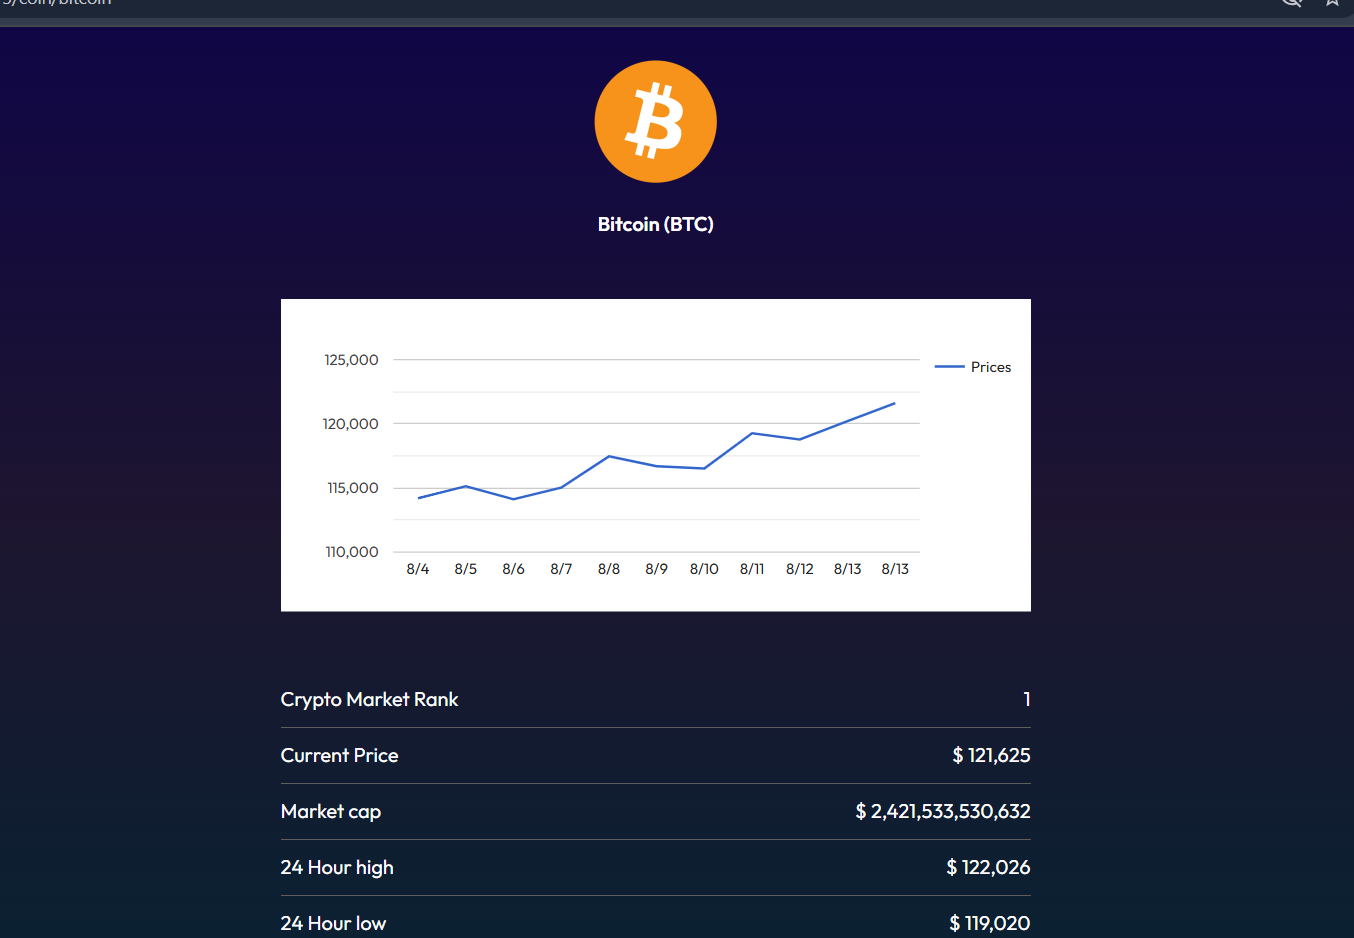 Bitcoin (BTC)
125,000
Prices
120,000
115,000
110,000
8/4 8/5 8/6 8/7 8/8 8/9 8/10 8/11 8/12 8/13 8/13
Crypto Market Rank 1
Current Price $ 121,625
Market cap $ 2,421,533,530,632
24 Hour high $ 122,026
24 Hour low $ 119,020